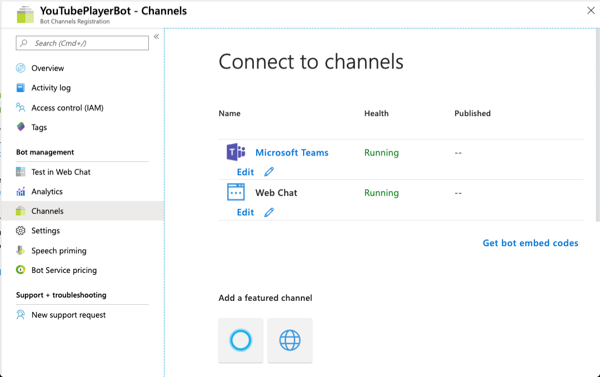 YouTubePlayerBot - Channels
Bot Channels Registration
Search (Cmd+/)
Overview
Activity log
Access control (IAM)
Tags
Bot management
Test in Web Chat
Analytics
Channels
Settings
Speech priming
Bot Service pricing
Support + troubleshooting
New support request
Connect to channels
Name Health Published
Microsoft Teams Running --
Edit
Web Chat Running --
Edit
Get bot embed codes
Add a featured channel